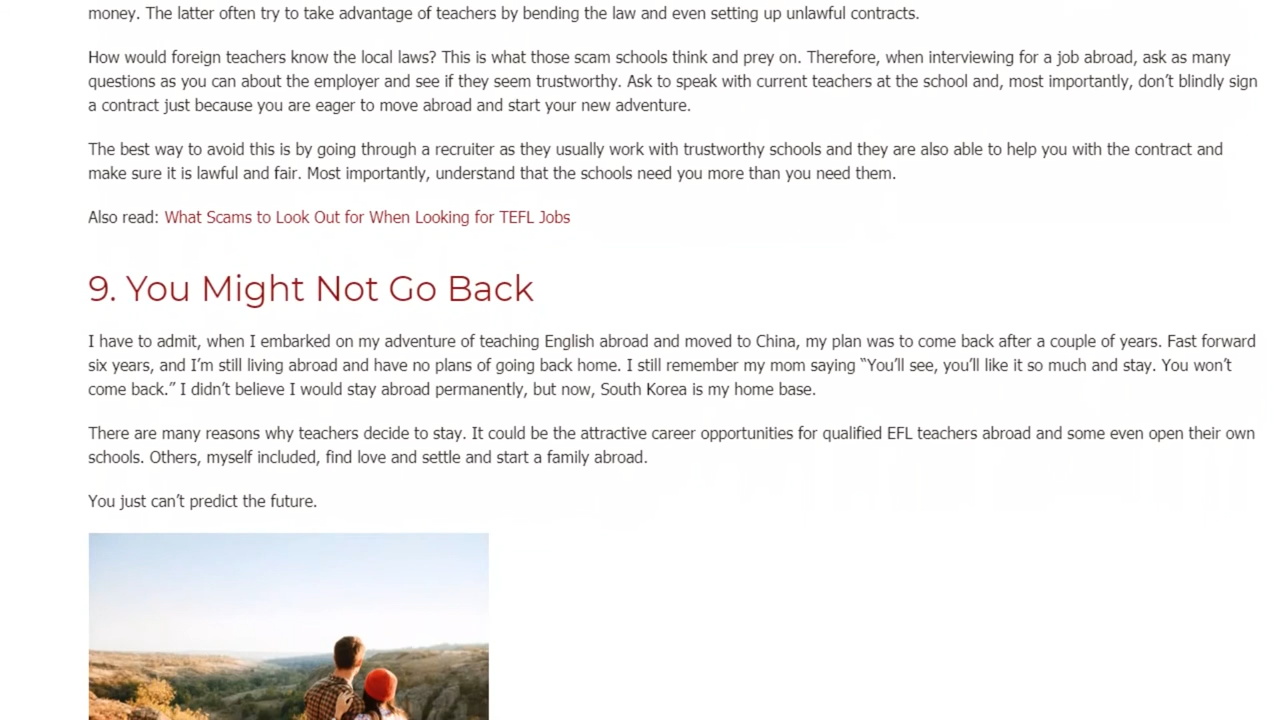 money. The latter often try to take advantage of teachers by bending the law and even setting up unlawful contracts.
How would foreign teachers know the local laws? This is what those scam schools think and prey on. Therefore, when interviewing for a job abroad, ask as many
questions as you can about the employer and see if they seem trustworthy. Ask to speak with current teachers at the school and, most importantly, don’t blindly sign
a contract just because you are eager to move abroad and start your new adventure.
The best way to avoid this is by going through a recruiter as they usually work with trustworthy schools and they are also able to help you with the contract and
make sure it is lawful and fair. Most importantly, understand that the schools need you more than you need them.
Also read: What Scams to Look Out for When Looking for TEFL Jobs
9. You Might Not Go Back
I have to admit, when I embarked on my adventure of teaching English abroad and moved to China, my plan was to come back after a couple of years. Fast forward
six years, and I’m still living abroad and have no plans of going back home. I still remember my mom saying “You’ll see, you’ll like it so much and stay. You won’t
come back.” I didn’t believe I would stay abroad permanently, but now, South Korea is my home base.
There are many reasons why teachers decide to stay. It could be the attractive career opportunities for qualified EFL teachers abroad and some even open their own
schools. Others, myself included, find love and settle and start a family abroad.
You just can’t predict the future.